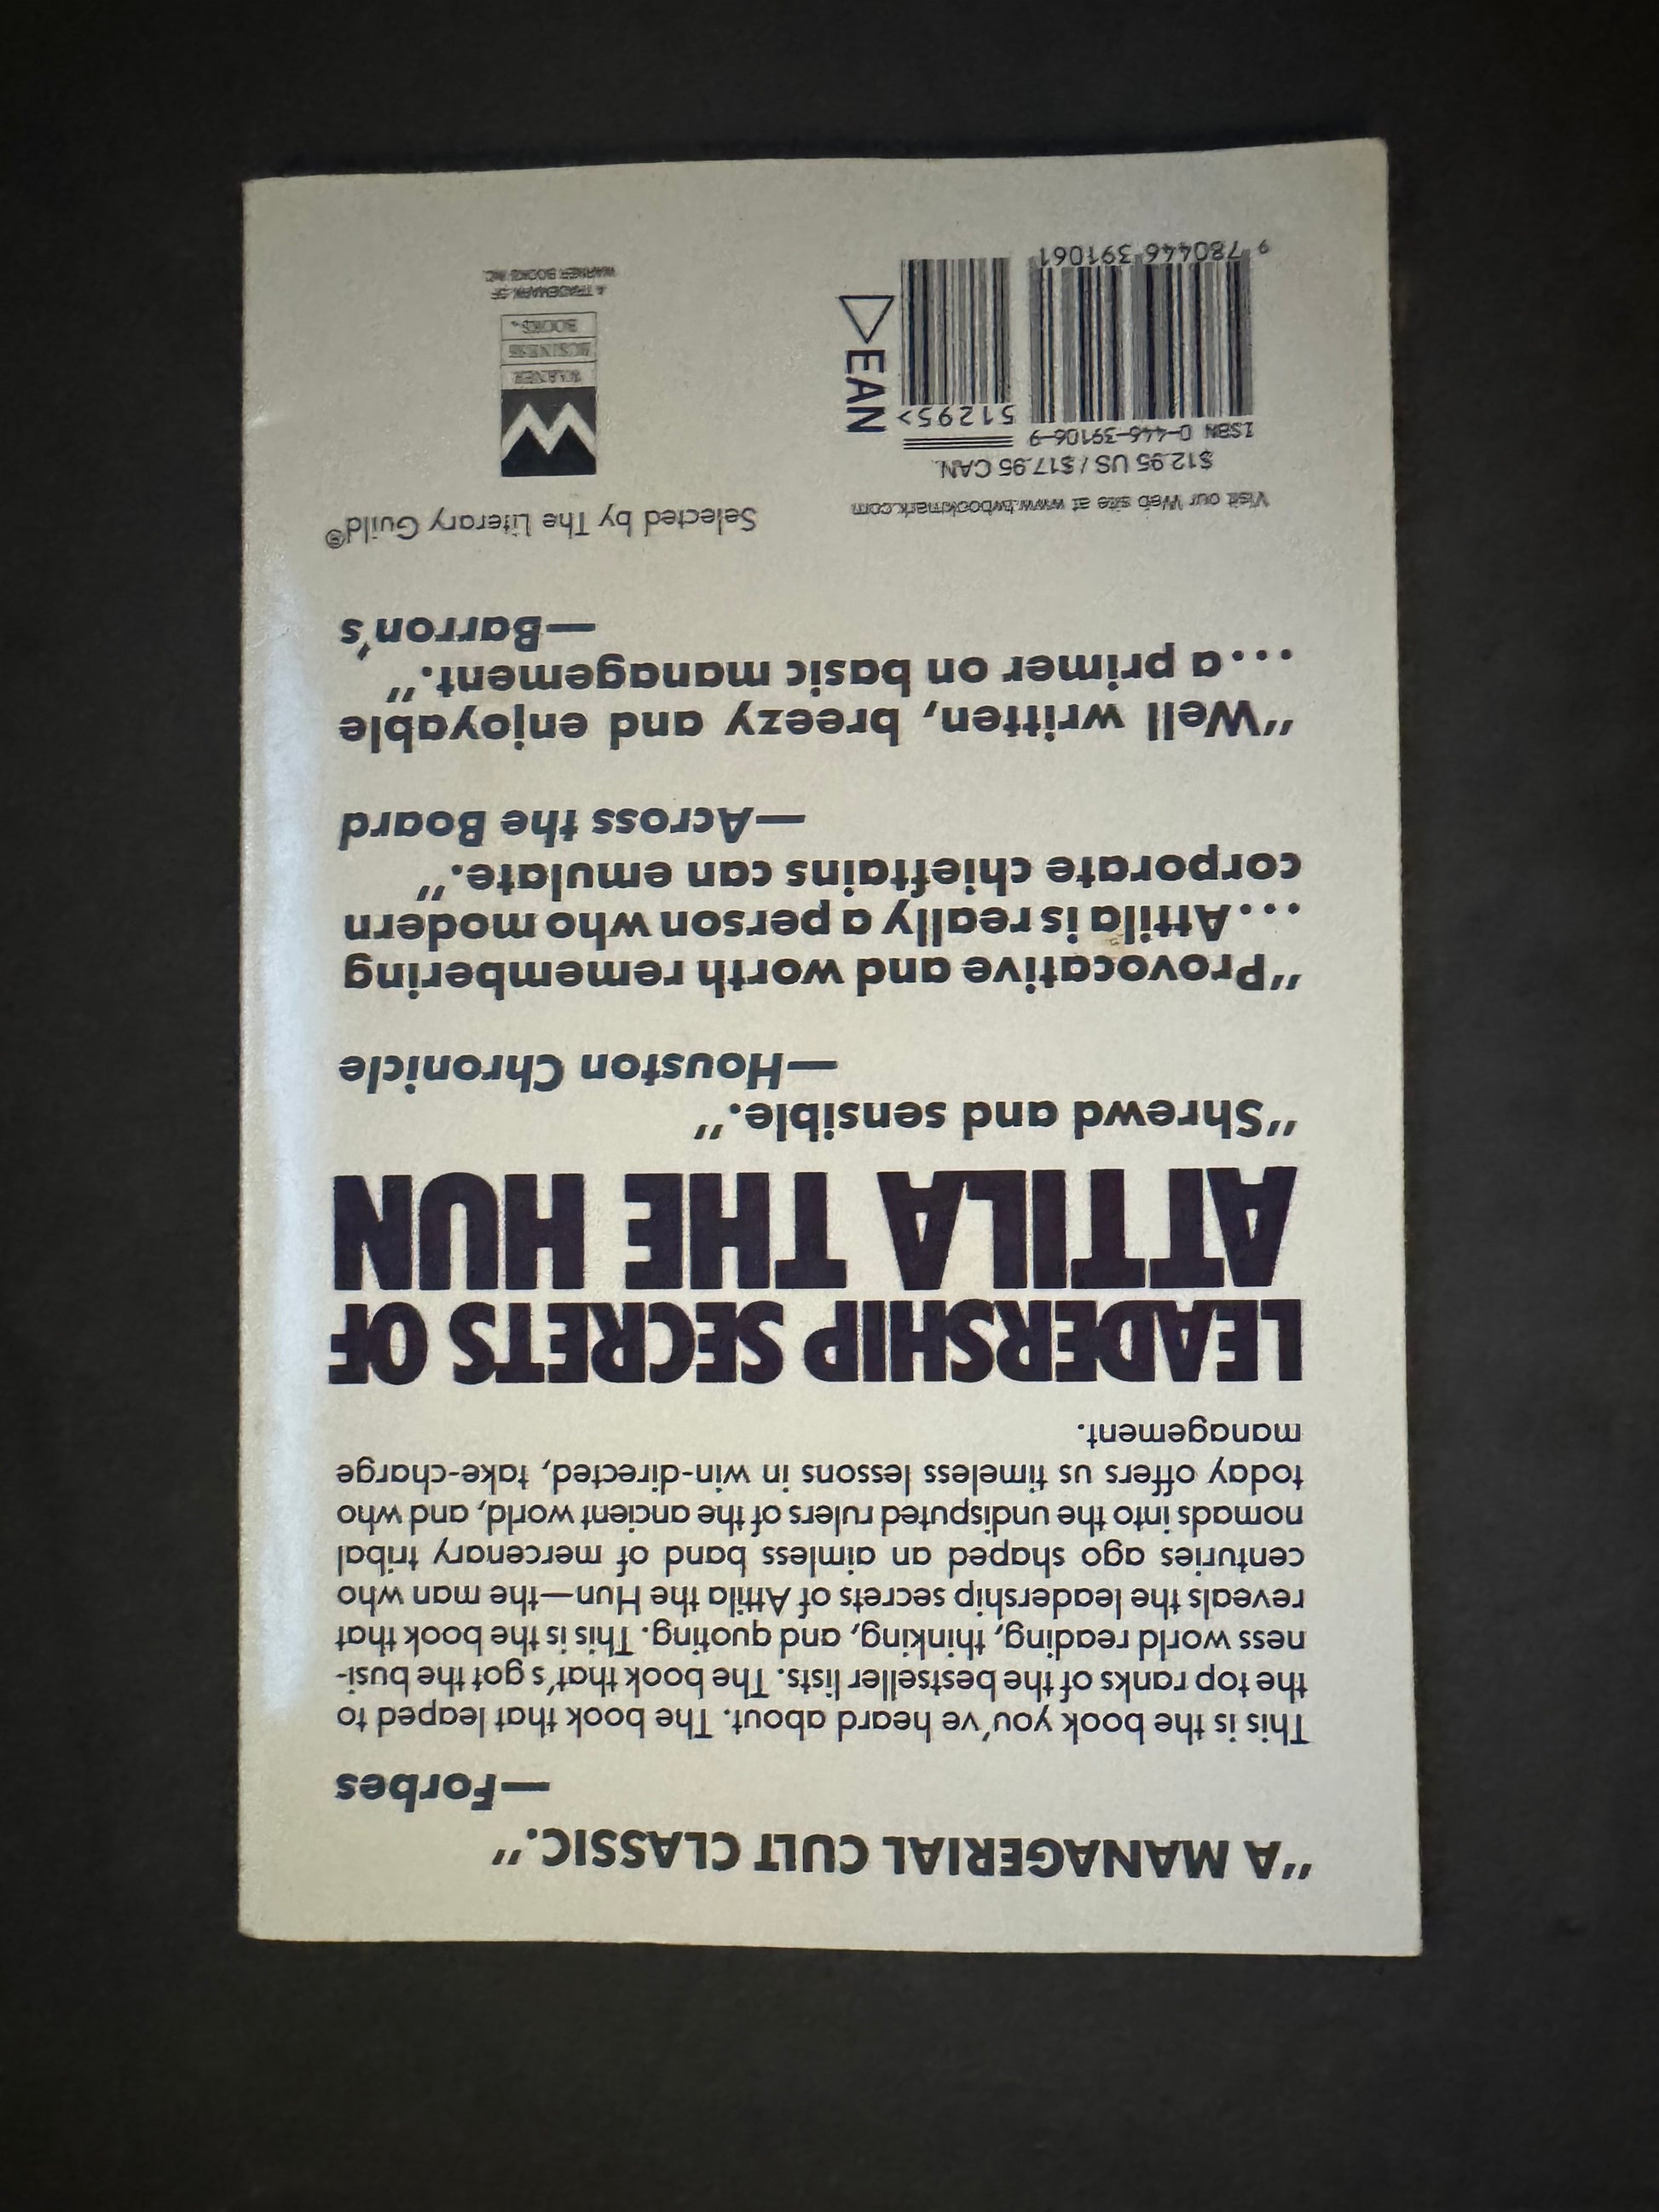 "A MANAGERIAL CULT CLASSIC."
—Forbes
This is the book you've heard about. The book that leaped to
the top ranks of the bestseller lists. The book that's got the busi-
ness world reading, thinking, and quoting. This is the book that
reveals the leadership secrets of Attila the Hun—the man who
centuries ago shaped an aimless band of mercenary tribal
nomads into the undisputed rulers of the ancient world, and who
today offers us timeless lessons in win-directed, take-charge
management.
LEADERSHIP SECRETS OF
ATTILA THE HUN
"Shrewd and sensible."
—Houston Chronicle
"Provocative and worth remembering
...Attila is really a person who modern
corporate chieftains can emulate."
—Across the Board
"Well written, breezy and enjoyable
...a primer on basic management."
—Barron's
Visit our Web site at www.twbookmark.com
$12.95 US / $17.95 CAN.
ISBN 0-446-39106-9
51295>
EAN
9 780446 391061
Selected by The Literary Guild®
WARNER
BUSINESS
BOOKS
A TRADEMARK OF
WARNER BOOKS INC.